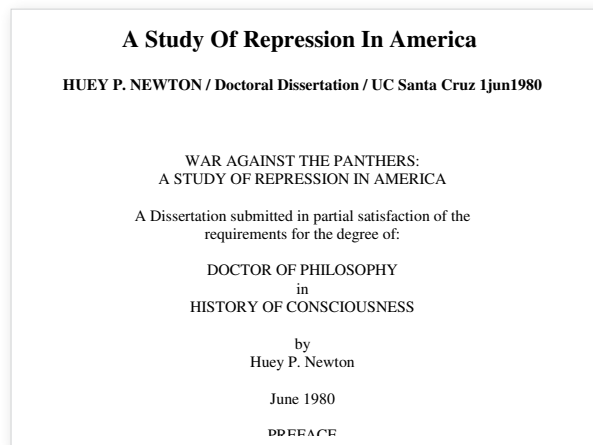 A Study Of Repression In America
HUEY P. NEWTON / Doctoral Dissertation / UC Santa Cruz 1jun1980
WAR AGAINST THE PANTHERS:
A STUDY OF REPRESSION IN AMERICA
A Dissertation submitted in partial satisfaction of the
requirements for the degree of:
DOCTOR OF PHILOSOPHY
in
HISTORY OF CONSCIOUSNESS
by
Huey P. Newton
June 1980
PREFACE